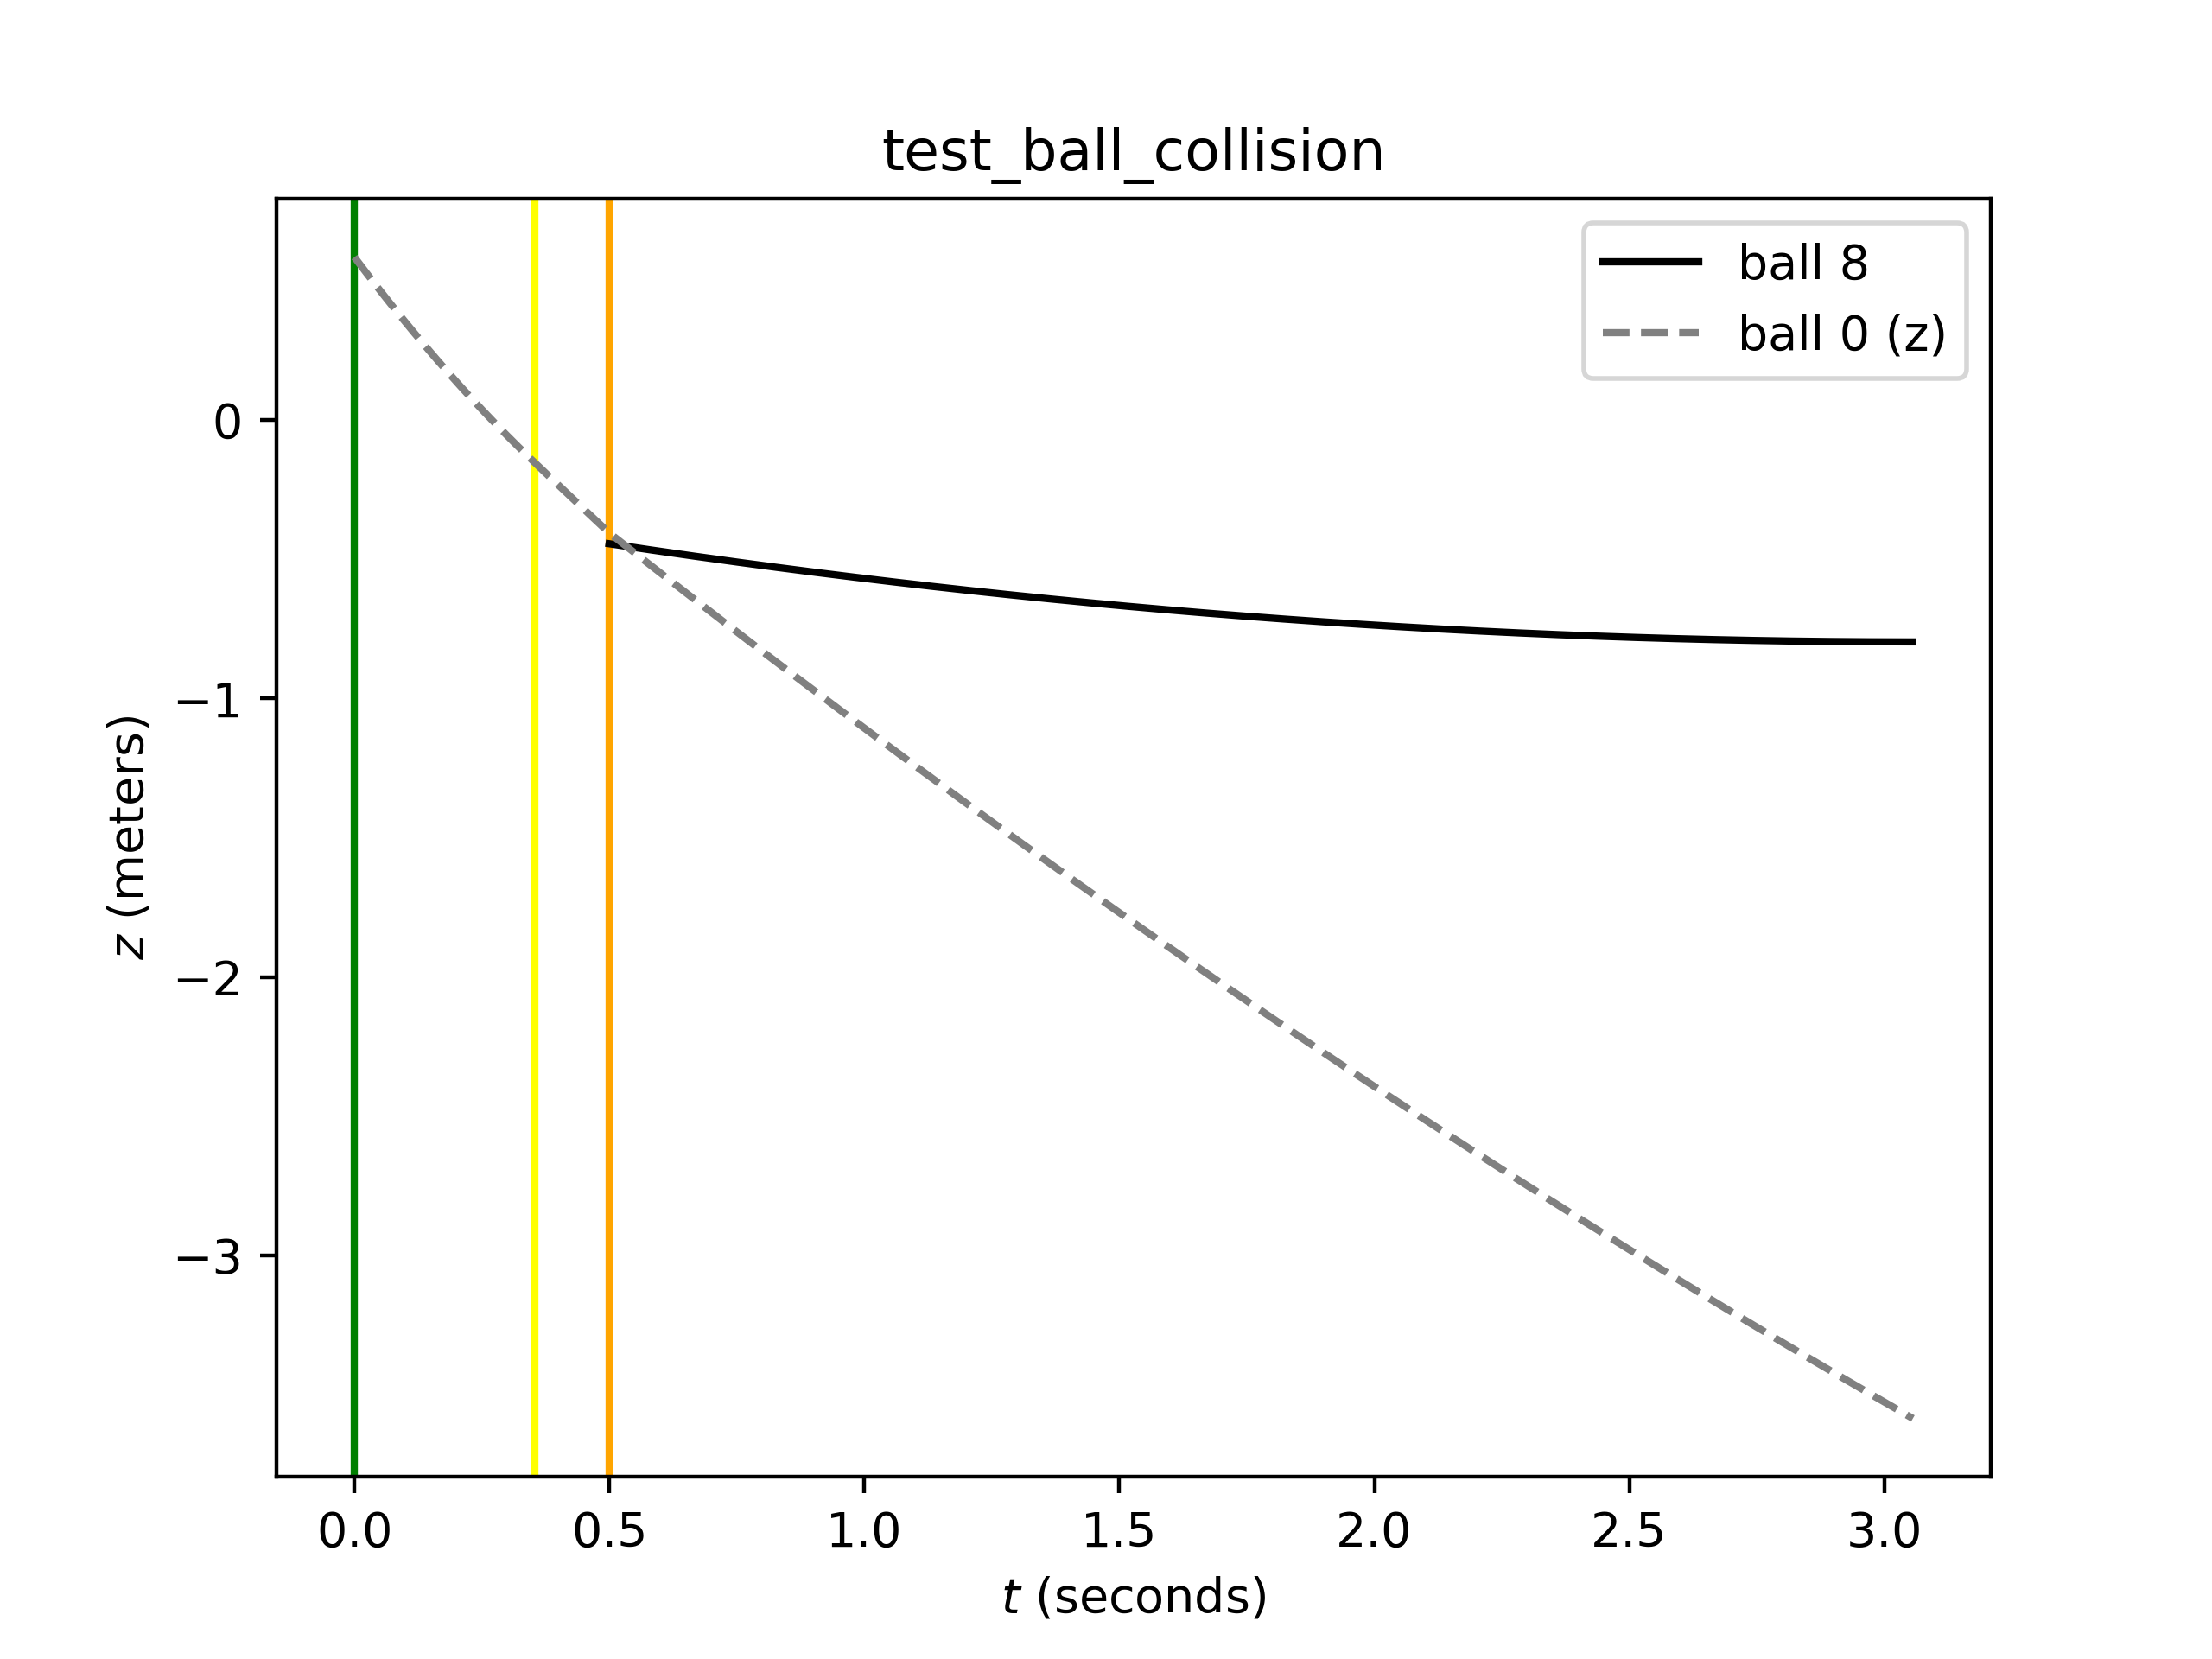 test_ball_collision
ball 8
ball 0 (z)
z (meters)
0
−1
−2
−3
0.0 0.5 1.0 1.5 2.0 2.5 3.0
t (seconds)